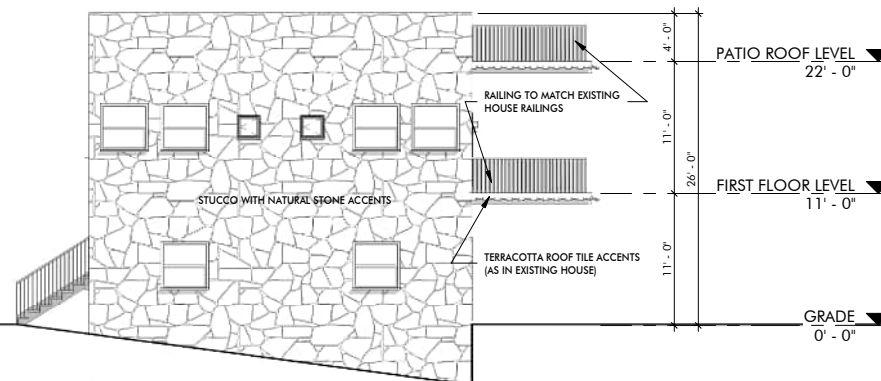 4' - 0"
PATIO ROOF LEVEL
22' - 0"
RAILING TO MATCH EXISTING
HOUSE RAILINGS
11' - 0"
26' - 0"
FIRST FLOOR LEVEL
11' - 0"
STUCCO WITH NATURAL STONE ACCENTS
TERRACOTTA ROOF TILE ACCENTS
(AS IN EXISTING HOUSE)
11' - 0"
GRADE
0' - 0"